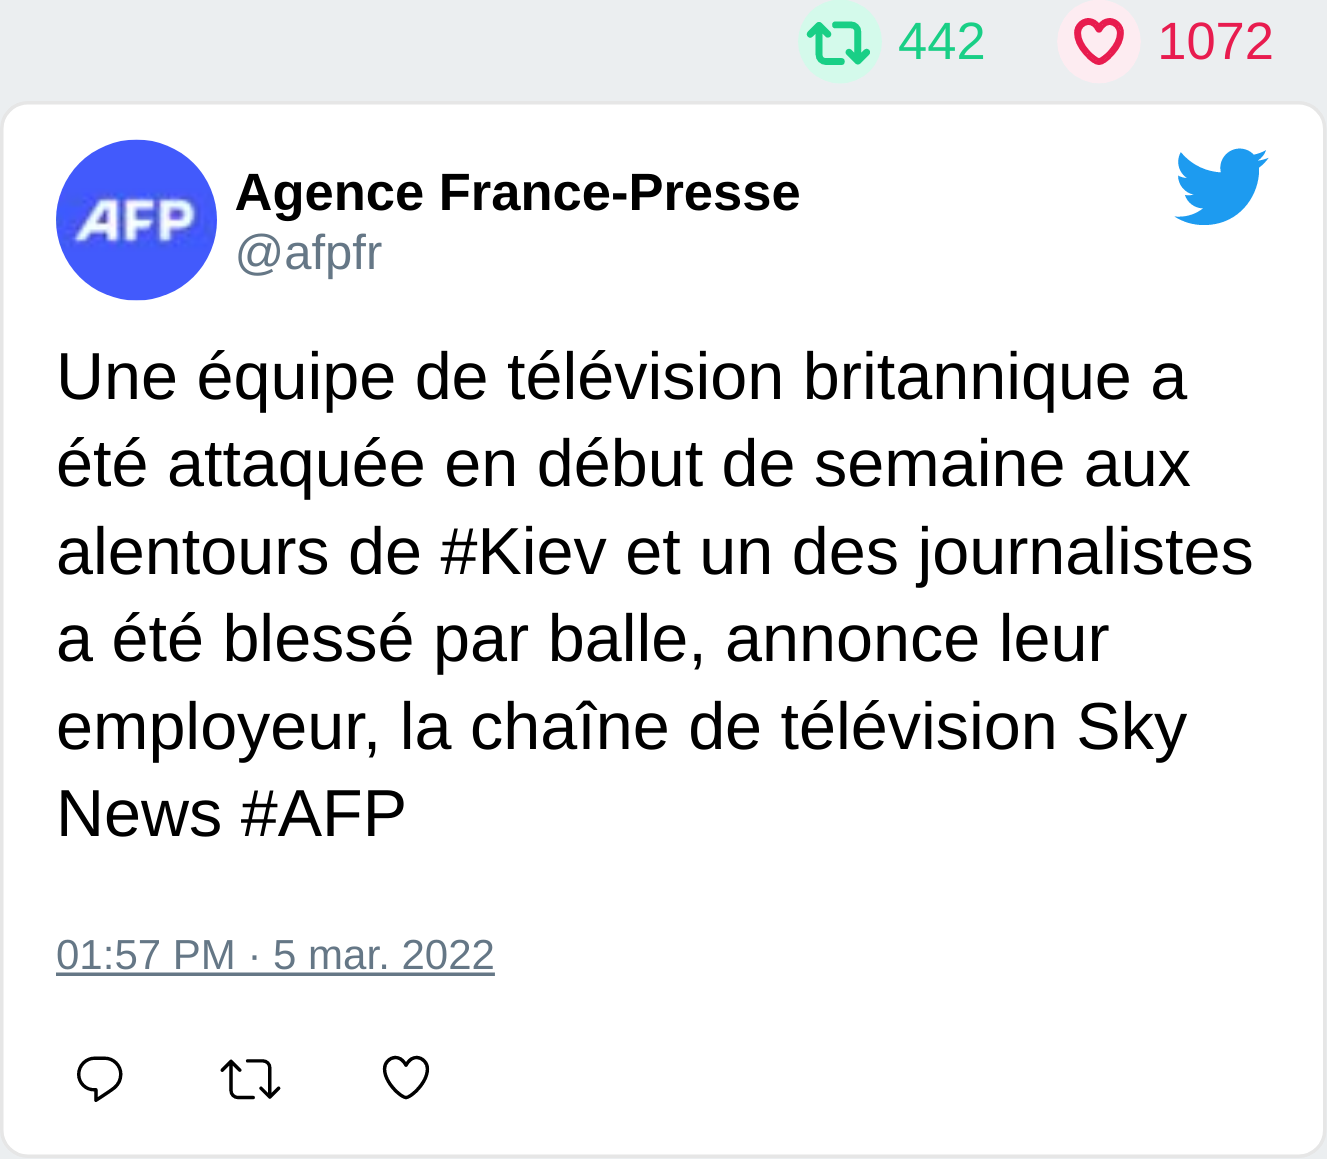 442 1072
AFP
Agence France-Presse
@afpfr
Une équipe de télévision britannique a
été attaquée en début de semaine aux
alentours de #Kiev et un des journalistes
a été blessé par balle, annonce leur
employeur, la chaîne de télévision Sky
News #AFP
01:57 PM · 5 mar. 2022